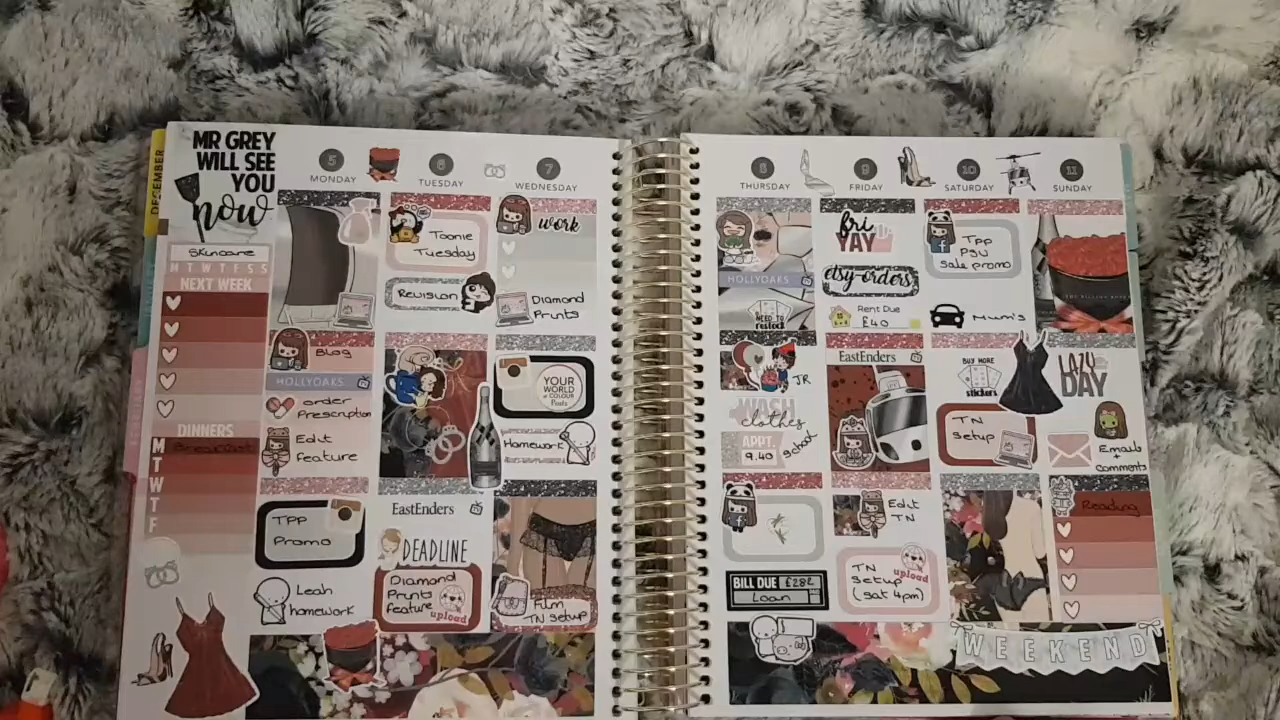 DECEMBER
MR GREY
WILL SEE
YOU
now
Skincare
M T W T F S S
NEXT WEEK
DINNERS
M
Breakfast
T
W
T
F
5
MONDAY
Blog
HOLLYOAKS
order
Prescription
Edit
feature
TPP
Promo
Leah
homework
6
TUESDAY
Toonie
Tuesday
Revision
EastEnders
DEADLINE
Diamond
Prints
feature
upload
7
WEDNESDAY
work
Diamond
Prints
YOUR
WORLD
OF COLOUR
Posts
Homework
Film
TN setup
8
THURSDAY
HOLLYOAKS
NEED TO
restock
JR
WASH
clothes
APPT.
9.40
school
BILL DUE £282
Loan
9
FRIDAY
fri
YAY
etsy orders
Rent Due
£40
EastEnders
Edit
TN
TN
setup
(sat 4pm)
upload
10
SATURDAY
TPP
PSU
Sale promo
Mum's
BUY MORE
stickers
TN
Setup
11
SUNDAY
LAZY
DAY
Emails
+
Comments
Reading
WEEKEND